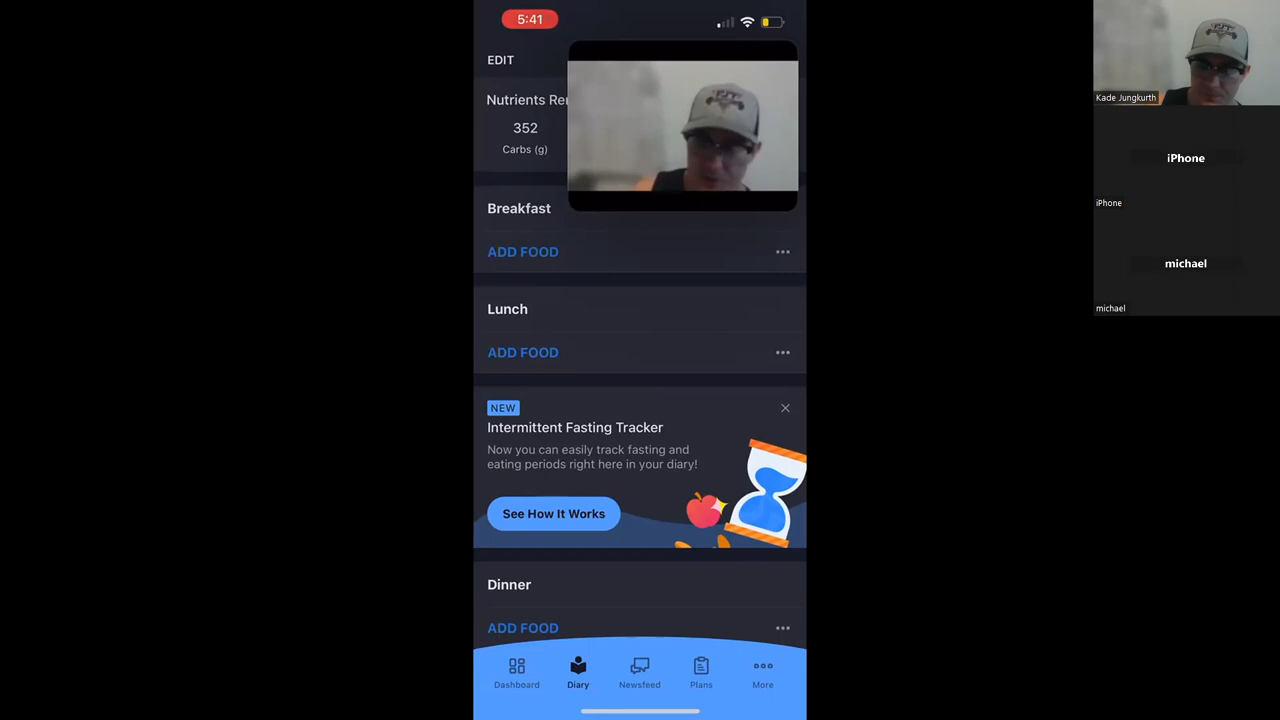 5:41
EDIT
Nutrients Re
352
Carbs (g)
Breakfast
ADD FOOD
Lunch
ADD FOOD
NEW
Intermittent Fasting Tracker
Now you can easily track fasting and
eating periods right here in your diary!
See How It Works
Dinner
ADD FOOD
Dashboard
Diary
Newsfeed
Plans
More
Kade Jungkurth
iPhone
iPhone
michael
michael